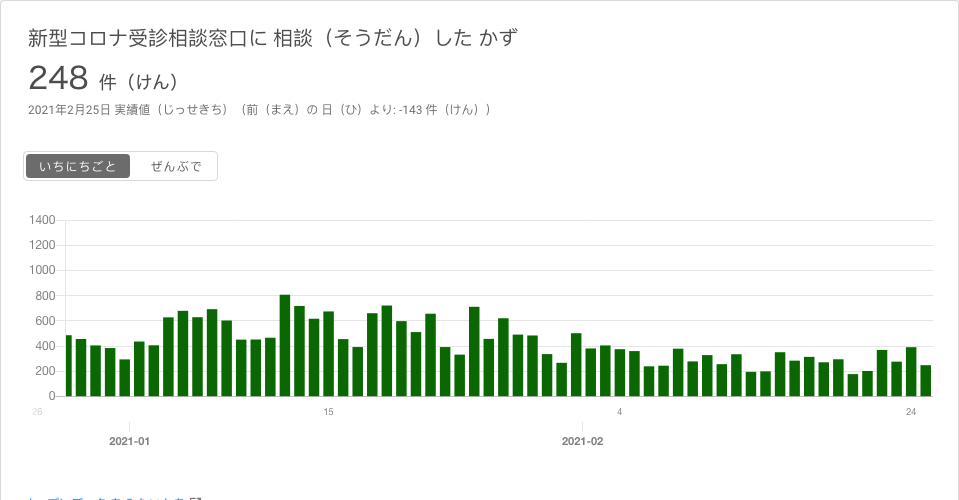 新型コロナ受診相談窓口に 相談（そうだん）した かず
248 件（けん）
2021年2月25日 実績値（じっせきち）（前（まえ）の 日（ひ）より: -143 件（けん））
いちにちごと ぜんぶで
1400
1200
1000
800
600
400
200
0
26 15 4 24
2021-01 2021-02